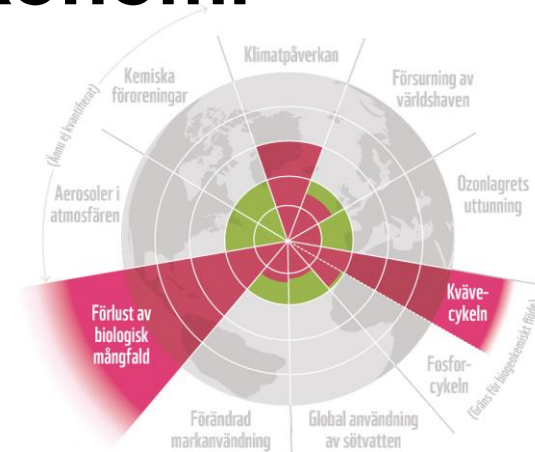 Klimatpåverkan
Kemiska
föroreningar
Försurning av
världshaven
(Ännu ej kvantifierat)
Aerosoler i
atmosfären
Ozonlagrets
uttunning
Förlust av
biologisk
mångfald
Kväve-
cykeln
Fosfor-
cykeln
(Gräns för biogeokemiskt flöde)
Förändrad
markanvändning
Global användning
av sötvatten